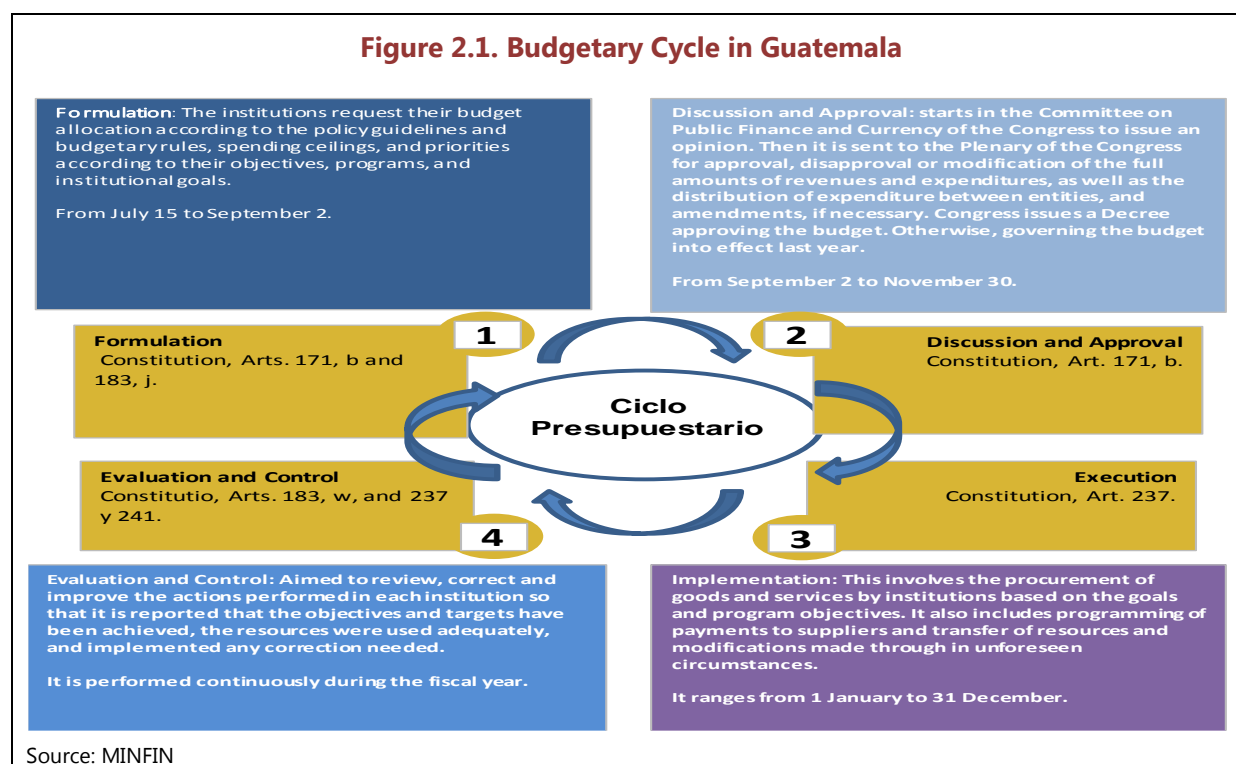 Figure 2.1. Budgetary Cycle in Guatemala
Formulation: The institutions request their budget
allocation according to the policy guidelines and
budgetary rules, spending ceilings, and priorities
according to their objectives, programs, and
institutional goals.
From July 15 to September 2.
Discussion and Approval: starts in the Committee on
Public Finance and Currency of the Congress to issue an
opinion. Then it is sent to the Plenary of the Congress
for approval, disapproval or modification of the full
amounts of revenues and expenditures, as well as the
distribution of expenditure between entities, and
amendments, if necessary. Congress issues a Decree
approving the budget. Otherwise, governing the budget
into effect last year.
From September 2 to November 30.
1
Formulation
Constitution, Arts. 171, b and
183, j.
2
Discussion and Approval
Constitution, Art. 171, b.
Ciclo
Presupuestario
Evaluation and Control
Constitutio, Arts. 183, w, and 237
y 241.
4
Execution
Constitution, Art. 237.
3
Evaluation and Control: Aimed to review, correct and
improve the actions performed in each institution so
that it is reported that the objectives and targets have
been achieved, the resources were used adequately,
and implemented any correction needed.
It is performed continuously during the fiscal year.
Implementation: This involves the procurement of
goods and services by institutions based on the goals
and program objectives. It also includes programming of
payments to suppliers and transfer of resources and
modifications made through in unforeseen
circumstances.
It ranges from 1 January to 31 December.
Source: MINFIN